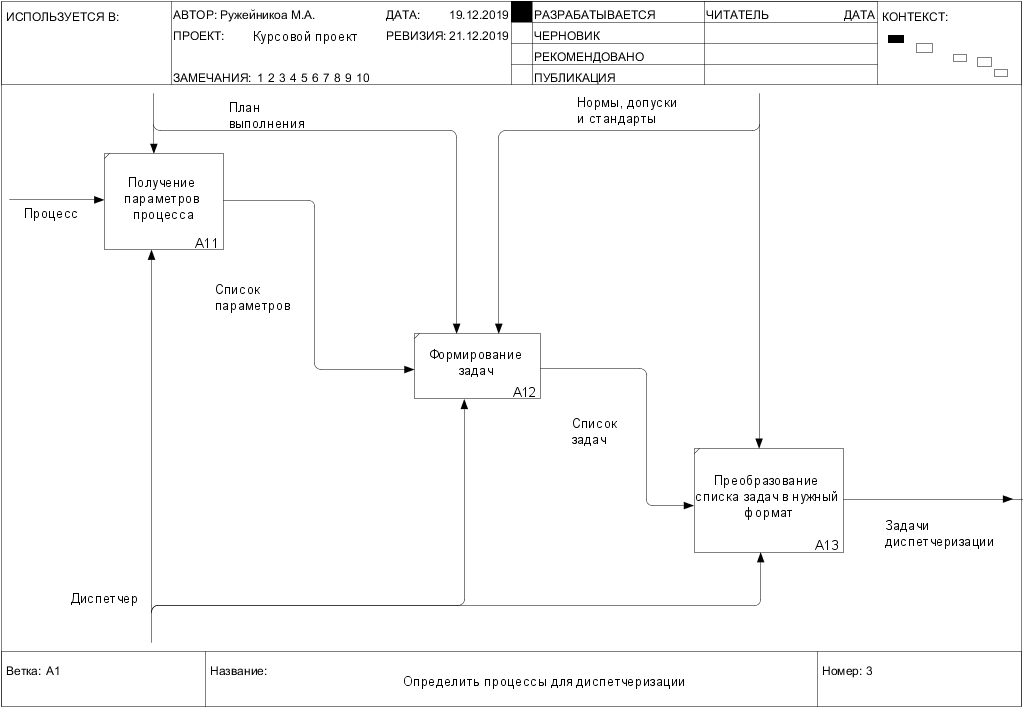 ИСПОЛЬЗУЕТСЯ В:
АВТОР: Ружейникоа М.А.
ДАТА: 19.12.2019
РАЗРАБАТЫВАЕТСЯ
ЧИТАТЕЛЬ
ДАТА
КОНТЕКСТ:
ПРОЕКТ: Курсовой проект
РЕВИЗИЯ: 21.12.2019
ЧЕРНОВИК
РЕКОМЕНДОВАНО
ЗАМЕЧАНИЯ: 1 2 3 4 5 6 7 8 9 10
ПУБЛИКАЦИЯ
План
выполнения
Нормы, допуски
и стандарты
Получение
параметров
процесса
A11
Процесс
Список
параметров
Формирование
задач
A12
Список
задач
Преобразование
списка задач в нужный
формат
A13
Задачи
диспетчеризации
Диспетчер
Ветка: A1
Название:
Определить процессы для диспетчеризации
Номер: 3